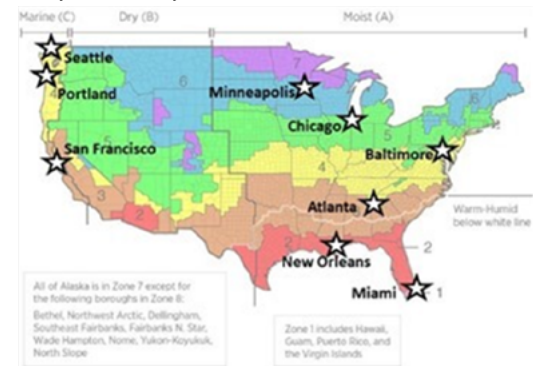 Marine (C) Dry (B) Moist (A)
Seattle
7
6
Portland
Minneapolis
6
Chicago
5
5
San Francisco
Baltimore
4
3
Atlanta
Warm-Humid
below white line
2
2
2
New Orleans
All of Alaska is in Zone 7 except for
the following boroughs in Zone 8:
Bethel, Northwest Arctic, Dellingham,
Southeast Fairbanks, Fairbanks N. Star,
Wade Hampton, Nome, Yukon-Koyukuk,
North Slope
Miami
1
Zone 1 includes Hawaii,
Guam, Puerto Rico, and
the Virgin Islands